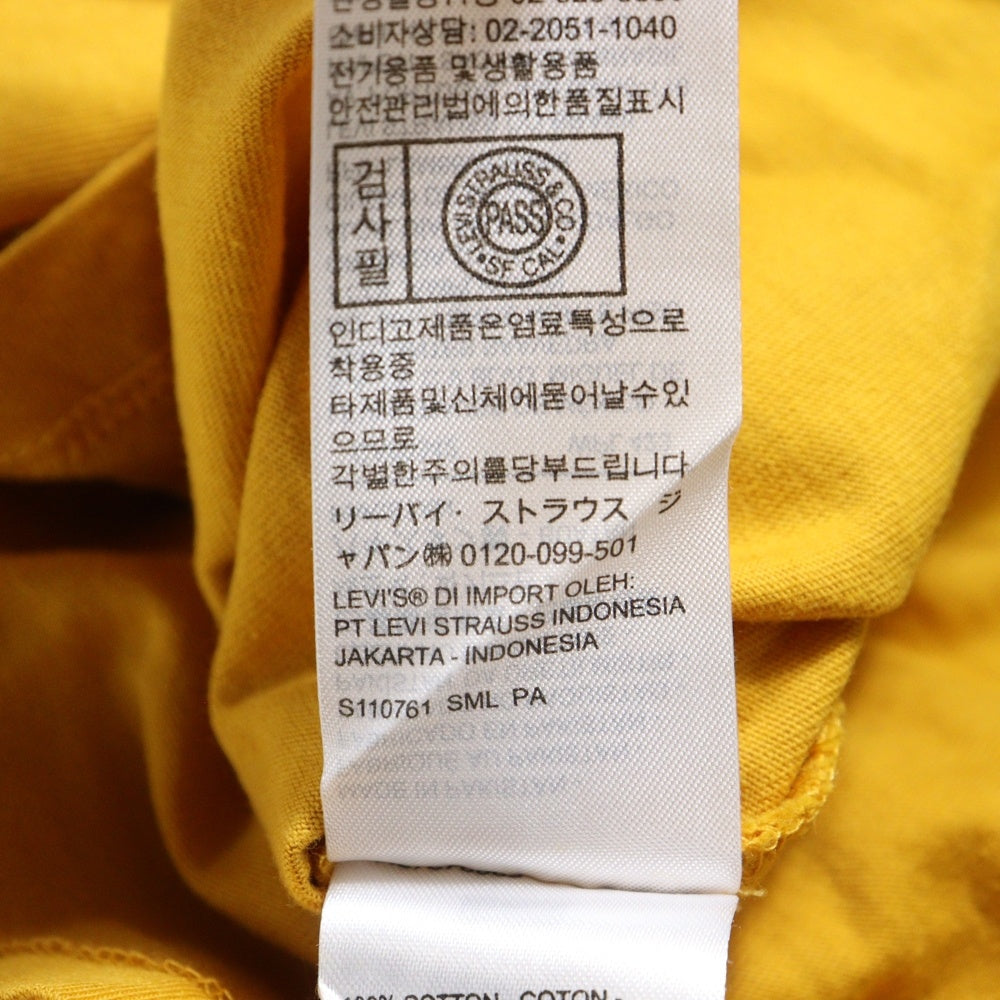 소비자상담: 02-2051-1040
전기용품 및생활용품
안전관리법에의한품질표시
검사필
LEVI STRAUSS & CO
PASS
SF CAL
인디고제품은염료특성으로
착용중
타제품및신체에묻어날수있
으므로
각별한주의를당부드립니다
リーバイ・ ストラウス ジ
ャパン㈱ 0120-099-501
LEVI'S® DI IMPORT OLEH:
PT LEVI STRAUSS INDONESIA
JAKARTA - INDONESIA
S110761 SML PA
100% COTTON - COTON -